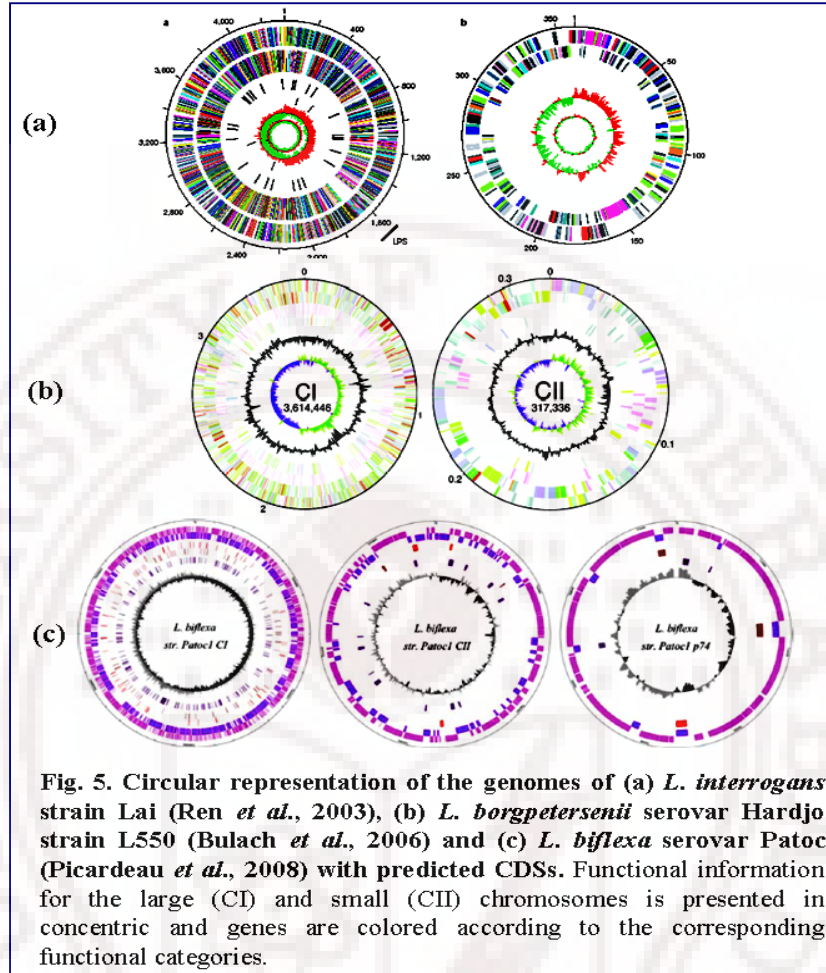 a
b
4,000
1
400
3,600
800
3,200
1,200
2,800
1,600
2,400
2,000
LPS
350
1
50
300
100
250
150
200
(a)
0
3
1
2
CI
3,614,446
0
0.3
0.1
0.2
CII
317,336
(b)
(c)
L. biflexa
str. Patoc1 CI
L. biflexa
str. Patoc1 CII
L. biflexa
str. Patoc1 p74
Fig. 5. Circular representation of the genomes of (a) L. interrogans
strain Lai (Ren et al., 2003), (b) L. borgpetersenii serovar Hardjo
strain L550 (Bulach et al., 2006) and (c) L. biflexa serovar Patoc
(Picardeau et al., 2008) with predicted CDSs. Functional information
for the large (CI) and small (CII) chromosomes is presented in
concentric and genes are colored according to the corresponding
functional categories.